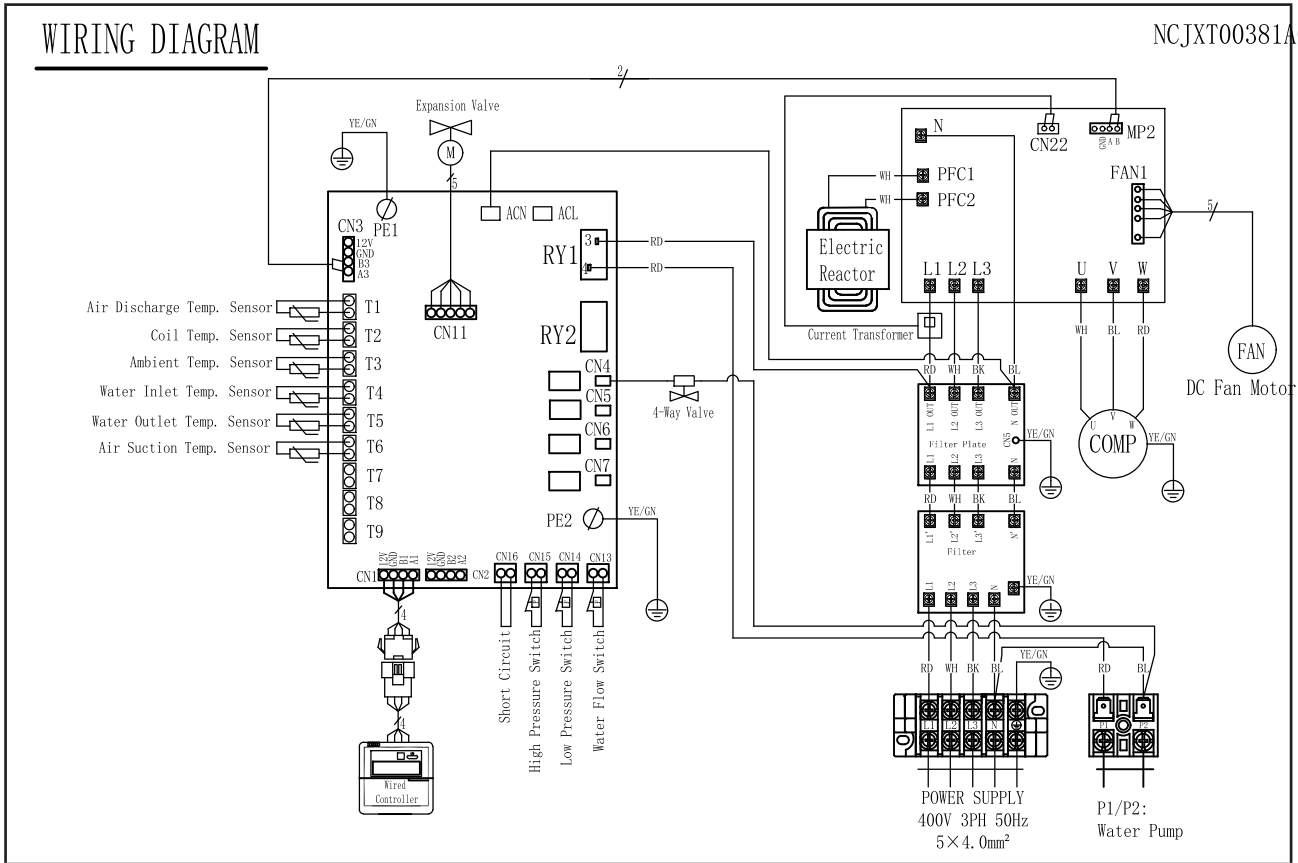 WIRING DIAGRAM
NCJXT00381A
2
Expansion Valve
M
5
YE/GN
PE1
ACN
ACL
CN3
12V
GND
B3
A3
RY1
3
4
RD
RD
RY2
CN11
Air Discharge Temp. Sensor
T1
Coil Temp. Sensor
T2
Ambient Temp. Sensor
T3
Water Inlet Temp. Sensor
T4
Water Outlet Temp. Sensor
T5
Air Suction Temp. Sensor
T6
T7
T8
T9
CN4
CN5
CN6
CN7
4-Way Valve
PE2
YE/GN
CN1
12V
GND
B1
A1
12V
GND
B2
A2
CN2
CN16
CN15
CN14
CN13
Short Circuit
High Pressure Switch
Low Pressure Switch
Water Flow Switch
4
4
Wired
Controller
N
CN22
GND
A
B
MP2
WH
PFC1
WH
PFC2
FAN1
5
Electric
Reactor
L1
L2
L3
U
V
W
Current Transformer
WH
BL
RD
FAN
DC Fan Motor
RD
WH
BK
BL
L1 OUT
L2 OUT
L3 OUT
N OUT
Filter Plate
CN5
YE/GN
L1
L2
L3
N
U
V
W
COMP
YE/GN
RD
WH
BK
BL
L1'
L2'
L3'
N'
Filter
L1
L2
L3
N
YE/GN
RD
WH
BK
BL
YE/GN
RD
BL
L1
L2
L3
N
P1
P2
POWER SUPPLY
400V 3PH 50Hz
5×4.0mm²
P1/P2:
Water Pump